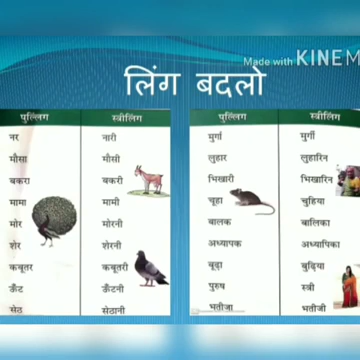 Made with KINEM
लिंग बदलो
पुल्लिंग स्त्रीलिंग
नर नारी
मौसा मौसी
बकरा बकरी
मामा मामी
मोर मोरनी
शेर शेरनी
कबूतर कबूतरी
ऊँट ऊँटनी
सेठ सेठानी
पुल्लिंग स्त्रीलिंग
मुर्गा मुर्गी
लुहार लुहारिन
भिखारी भिखारिन
चूहा चुहिया
बालक बालिका
अध्यापक अध्यापिका
बूढ़ा बुढ़िया
पुरुष स्त्री
भतीजा भतीजी